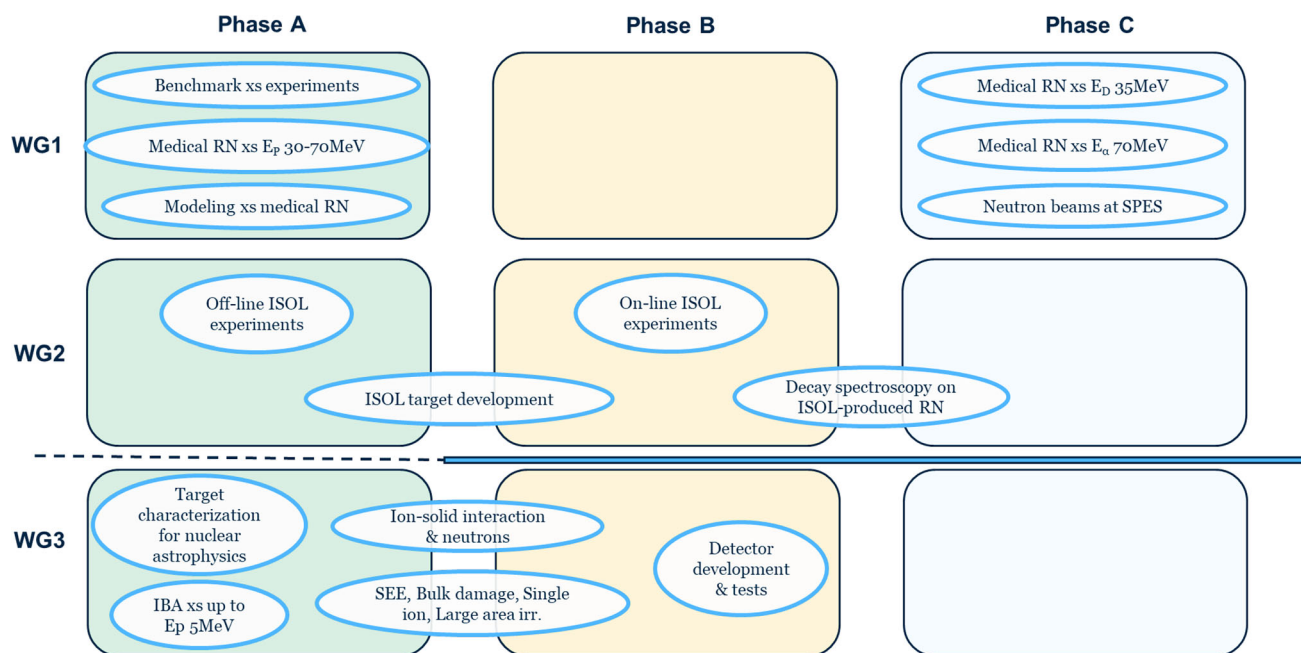 Phase A
Phase B
Phase C
WG1
Benchmark xs experiments
Medical RN xs E_P 30-70MeV
Modeling xs medical RN
Medical RN xs E_D 35MeV
Medical RN xs E_α 70MeV
Neutron beams at SPES
WG2
Off-line ISOL
experiments
On-line ISOL
experiments
ISOL target development
Decay spectroscopy on
ISOL-produced RN
WG3
Target
characterization
for nuclear
astrophysics
Ion-solid interaction
& neutrons
Detector
development
& tests
IBA xs up to
Ep 5MeV
SEE, Bulk damage, Single
ion, Large area irr.